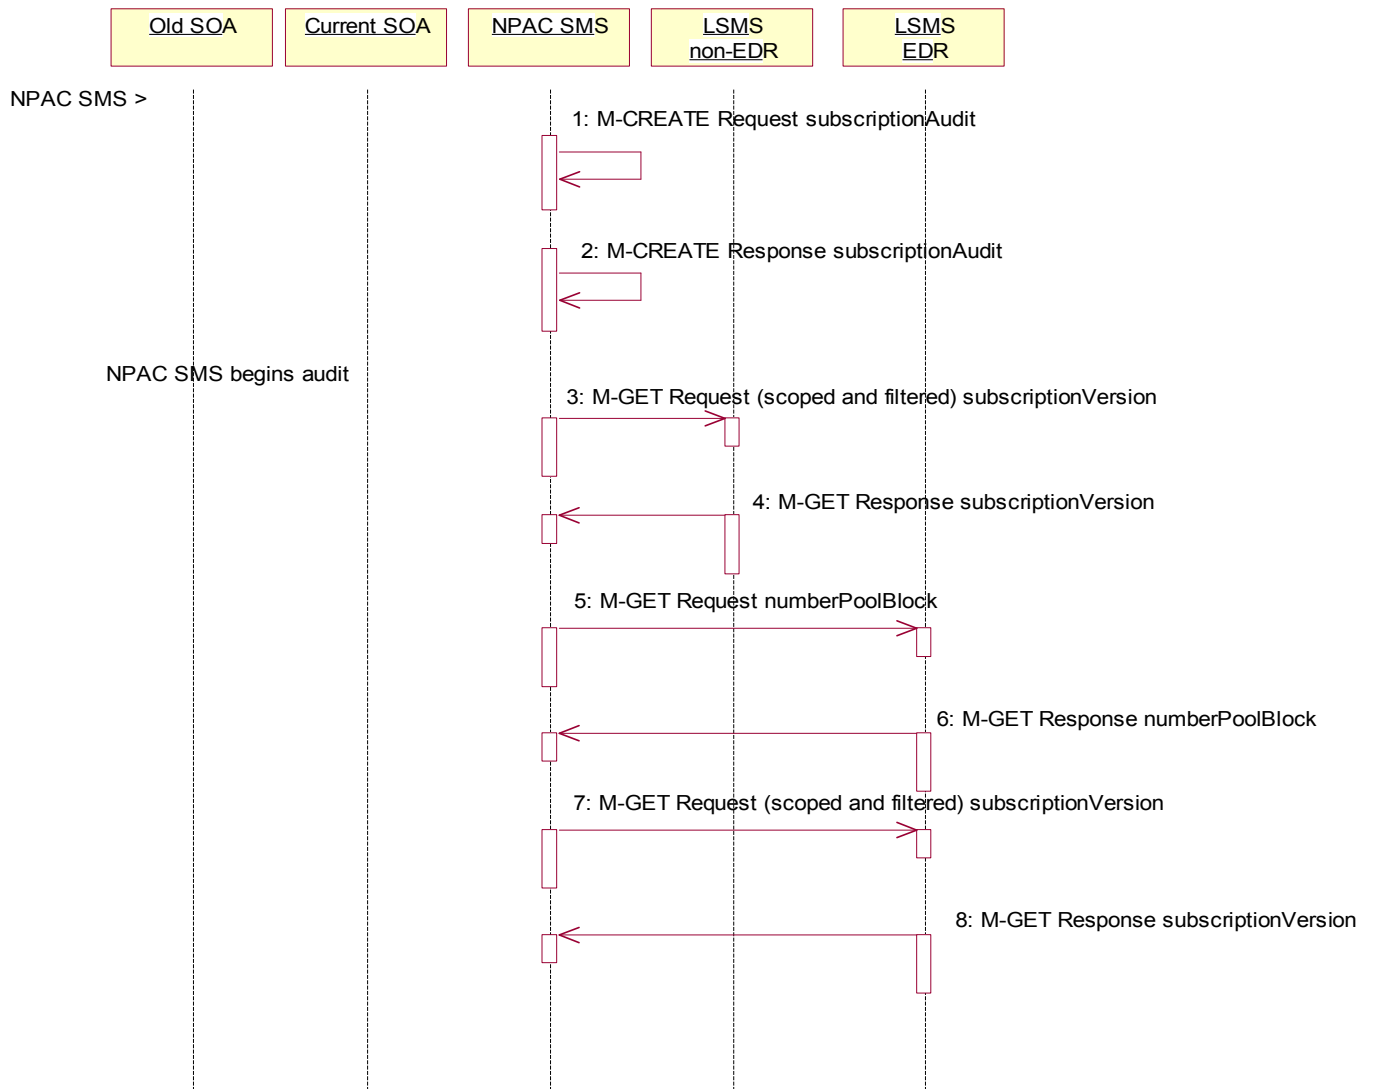 Old SOA
Current SOA
NPAC SMS
LSMS
non-EDR
LSMS
EDR
NPAC SMS >
1: M-CREATE Request subscriptionAudit
2: M-CREATE Response subscriptionAudit
NPAC SMS begins audit
3: M-GET Request (scoped and filtered) subscriptionVersion
4: M-GET Response subscriptionVersion
5: M-GET Request numberPoolBlock
6: M-GET Response numberPoolBlock
7: M-GET Request (scoped and filtered) subscriptionVersion
8: M-GET Response subscriptionVersion